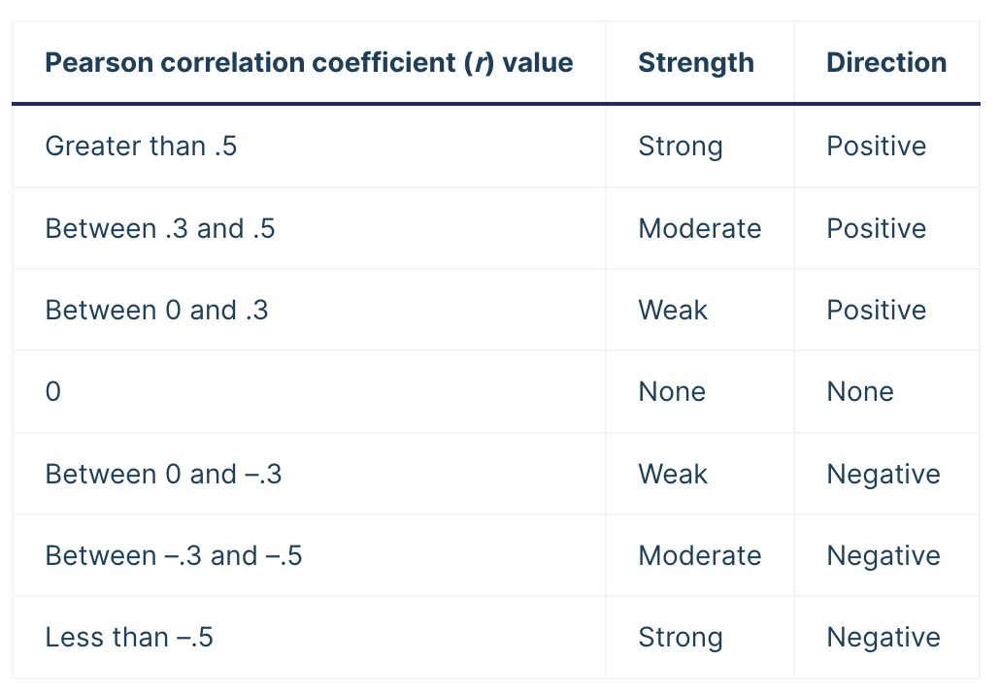 Pearson correlation coefficient (r) value Strength Direction
Greater than .5 Strong Positive
Between .3 and .5 Moderate Positive
Between 0 and .3 Weak Positive
0 None None
Between 0 and –.3 Weak Negative
Between –.3 and –.5 Moderate Negative
Less than –.5 Strong Negative